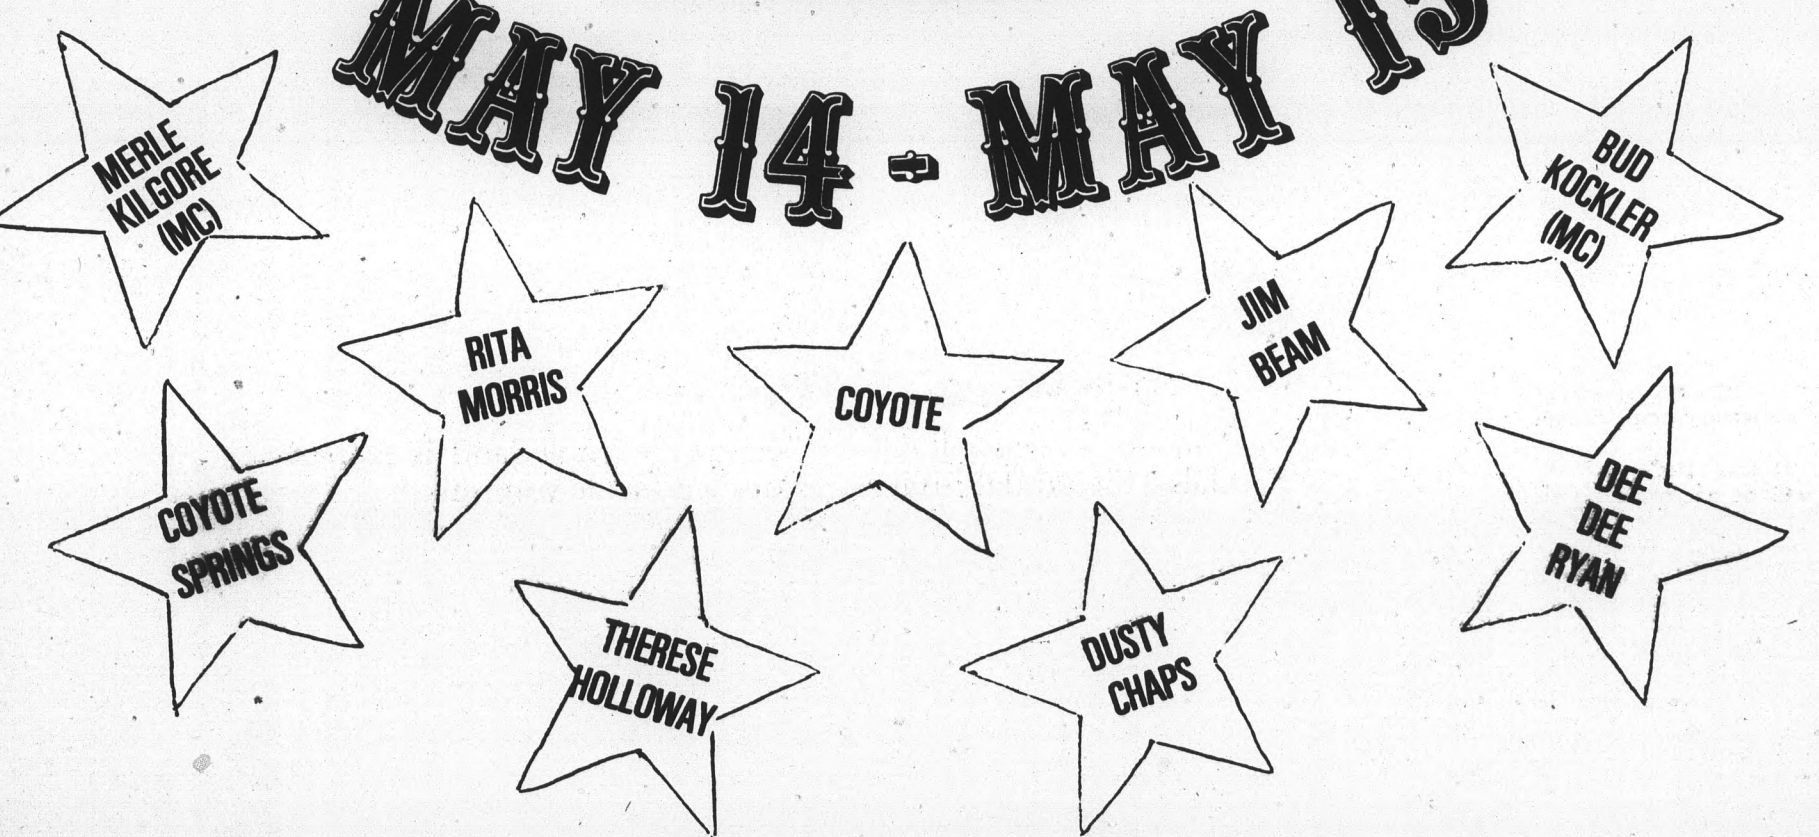 MAY 14 - MAY
MERLE
KILGORE
(MC)
BUD
KOCKLER
(MC)
RITA
MORRIS
COYOTE
JIM
BEAM
COYOTE
SPRINGS
THERESE
HOLLOWAY
DUSTY
CHAPS
DEE
DEE
RYAN